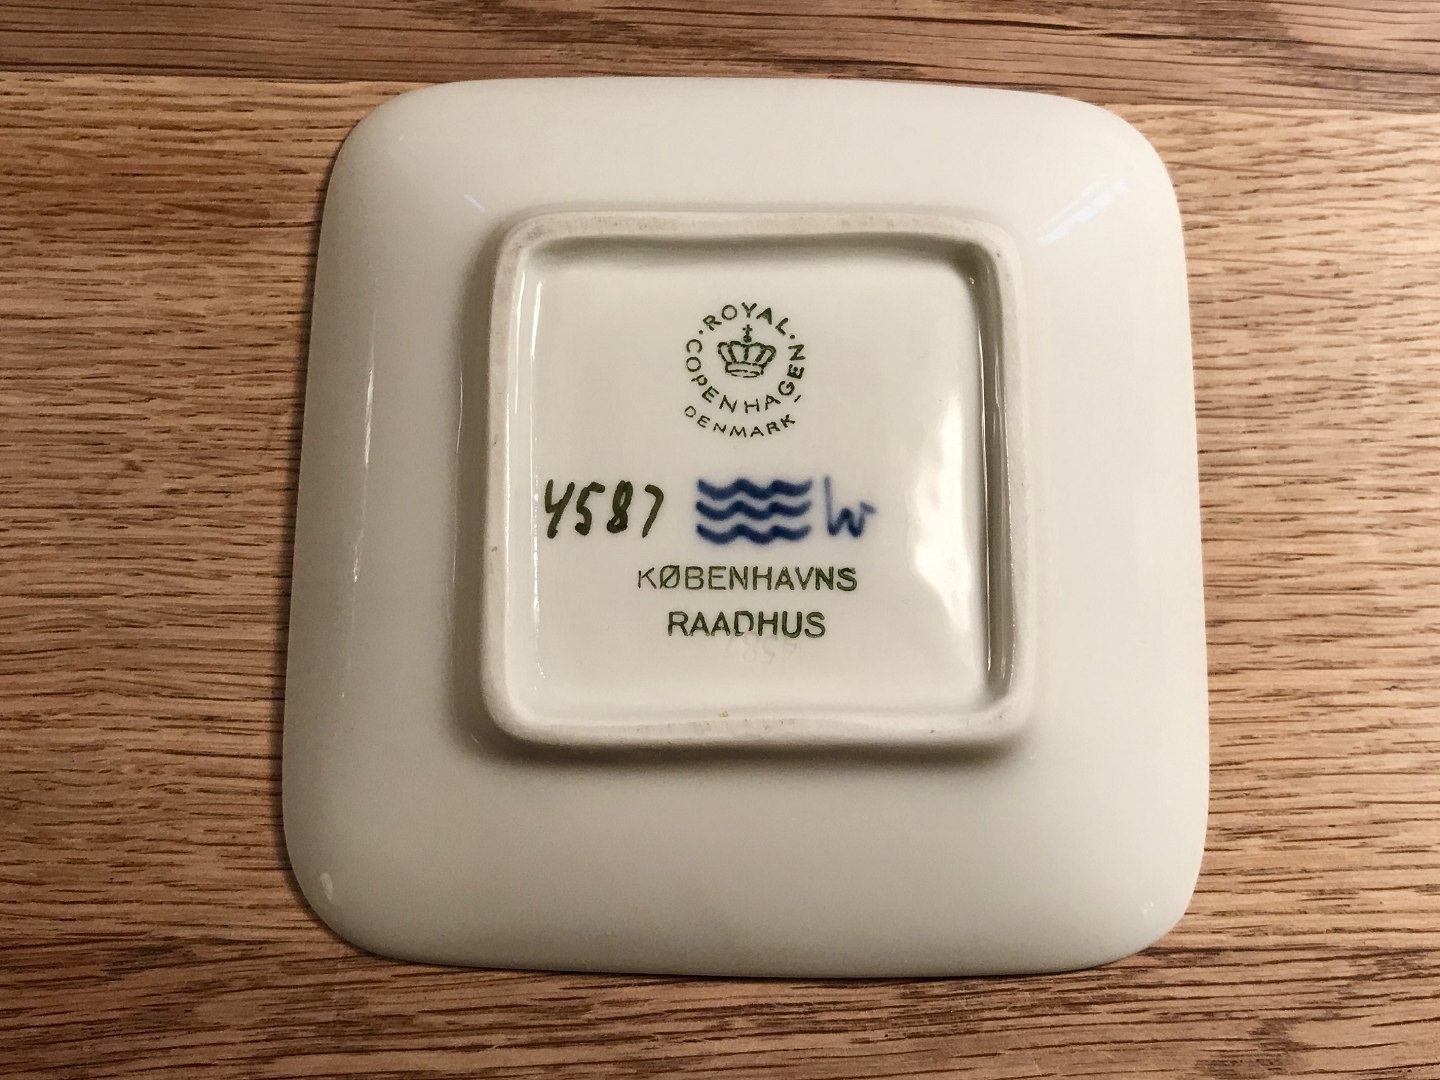 ROYAL
COPENHAGEN
DENMARK
4587 W
KØBENHAVNS
RAADHUS